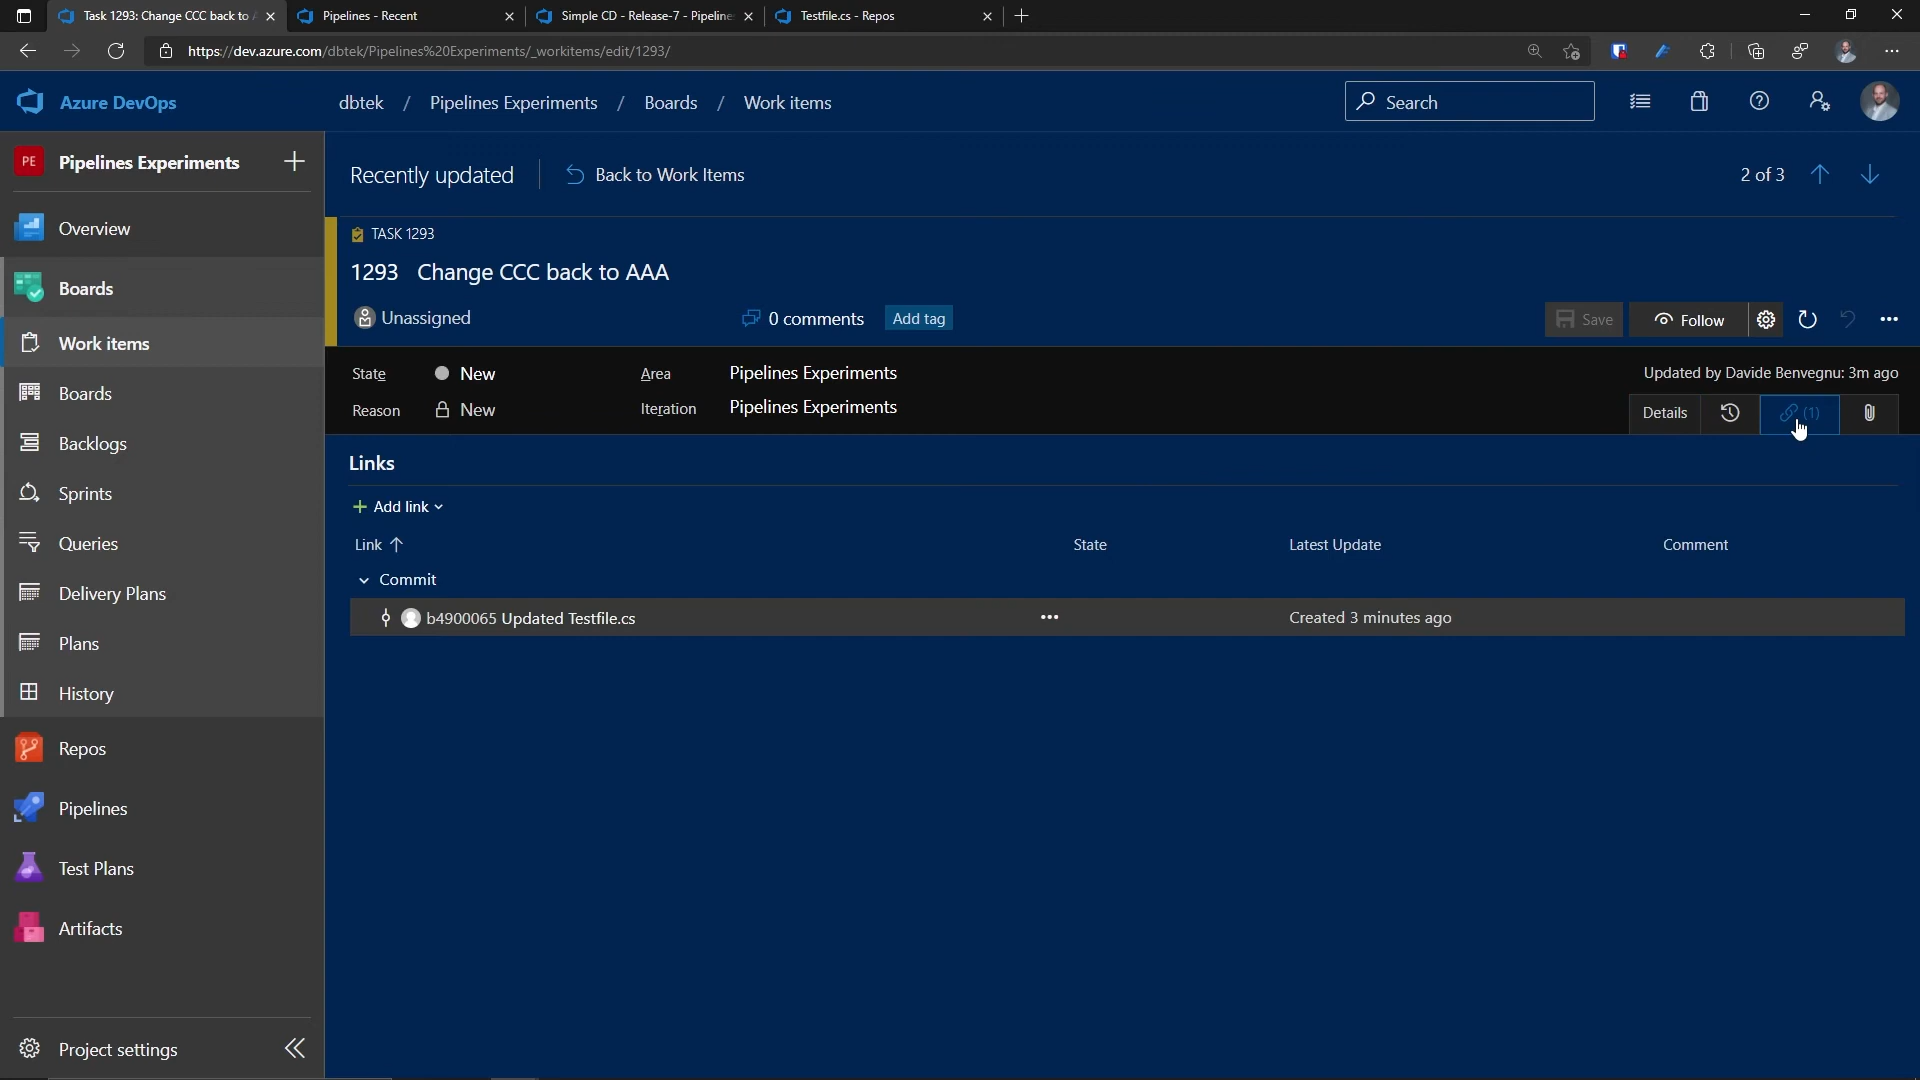 Task 1293: Change CCC back to
Pipelines - Recent
Simple CD - Release-7 - Pipeline
Testfile.cs - Repos
https://dev.azure.com/dbtek/Pipelines%20Experiments/_workitems/edit/1293/
Azure DevOps
dbtek / Pipelines Experiments / Boards / Work items
Search
PE Pipelines Experiments
Recently updated
Back to Work Items
2 of 3
Overview
TASK 1293
1293 Change CCC back to AAA
Boards
Unassigned
0 comments
Add tag
Save
Follow
Work items
State New
Area Pipelines Experiments
Updated by Davide Benvegnu: 3m ago
Boards
Reason New
Iteration Pipelines Experiments
Details
(1)
Backlogs
Links
Sprints
Add link
Queries
Link
State
Latest Update
Comment
Delivery Plans
Commit
b4900065 Updated Testfile.cs
Created 3 minutes ago
Plans
History
Repos
Pipelines
Test Plans
Artifacts
Project settings